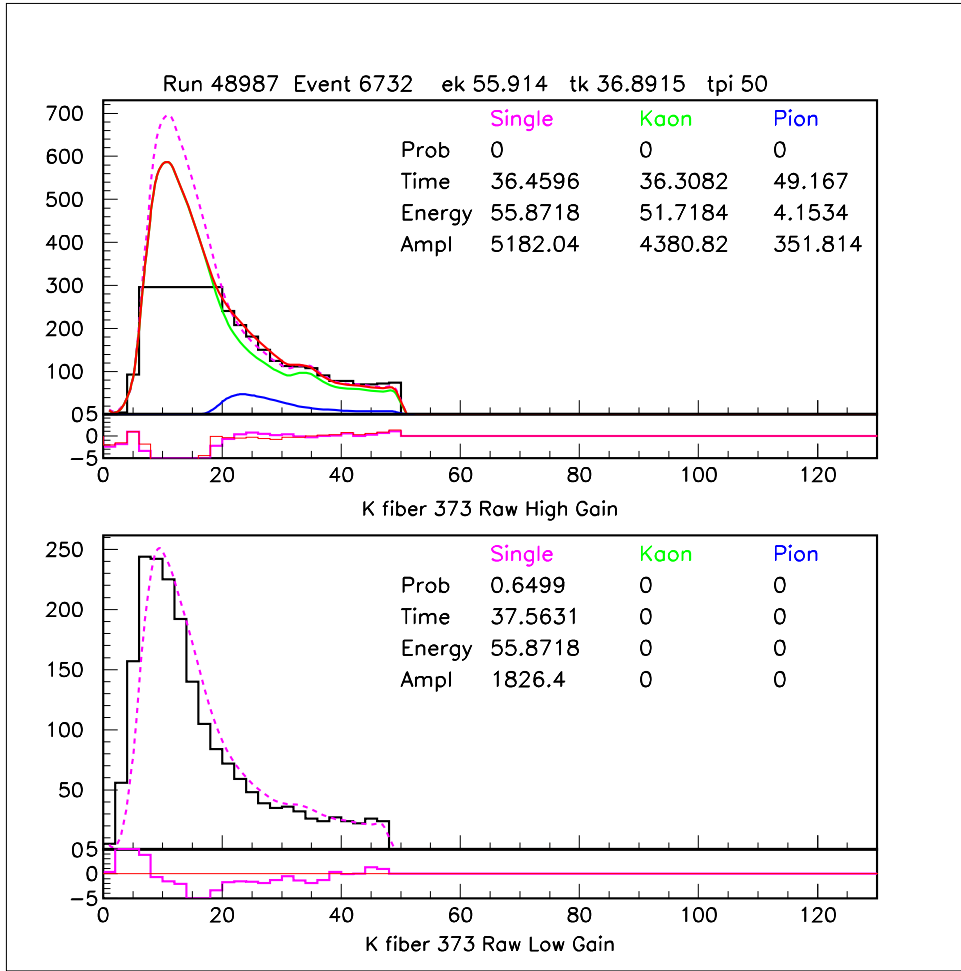 Run 48987 Event 6732 ek 55.914 tk 36.8915 tpi 50
700
600
500
400
300
200
100
0
Single Kaon Pion
Prob 0 0 0
Time 36.4596 36.3082 49.167
Energy 55.8718 51.7184 4.1534
Ampl 5182.04 4380.82 351.814
5
0
-5
0 20 40 60 80 100 120
K fiber 373 Raw High Gain
250
200
150
100
50
0
Single Kaon Pion
Prob 0.6499 0 0
Time 37.5631 0 0
Energy 55.8718 0 0
Ampl 1826.4 0 0
5
0
-5
0 20 40 60 80 100 120
K fiber 373 Raw Low Gain